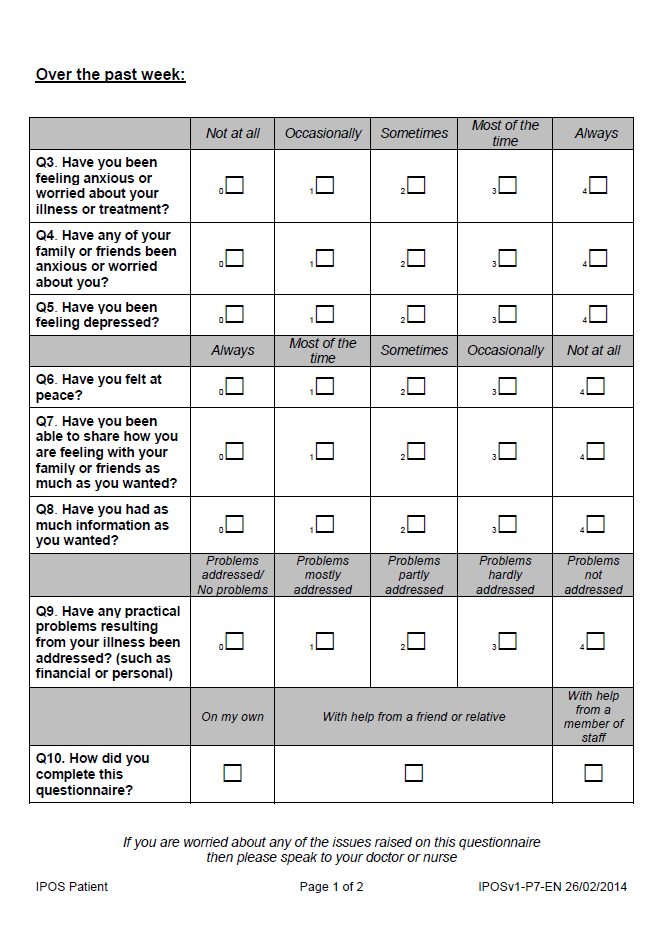 Over the past week:
Not at all Occasionally Sometimes Most of the time Always
Q3. Have you been
feeling anxious or
worried about your
illness or treatment?
0 1 2 3 4
Q4. Have any of your
family or friends been
anxious or worried
about you?
0 1 2 3 4
Q5. Have you been
feeling depressed?
0 1 2 3 4
Always Most of the time Sometimes Occasionally Not at all
Q6. Have you felt at
peace?
0 1 2 3 4
Q7. Have you been
able to share how you
are feeling with your
family or friends as
much as you wanted?
0 1 2 3 4
Q8. Have you had as
much information as
you wanted?
0 1 2 3 4
Problems addressed/ No problems
Problems mostly addressed
Problems partly addressed
Problems hardly addressed
Problems not addressed
Q9. Have any practical
problems resulting
from your illness been
addressed? (such as
financial or personal)
0 1 2 3 4
On my own
With help from a friend or relative
With help from a member of staff
Q10. How did you
complete this
questionnaire?
If you are worried about any of the issues raised on this questionnaire
then please speak to your doctor or nurse
IPOS Patient Page 1 of 2 IPOSv1-P7-EN 26/02/2014